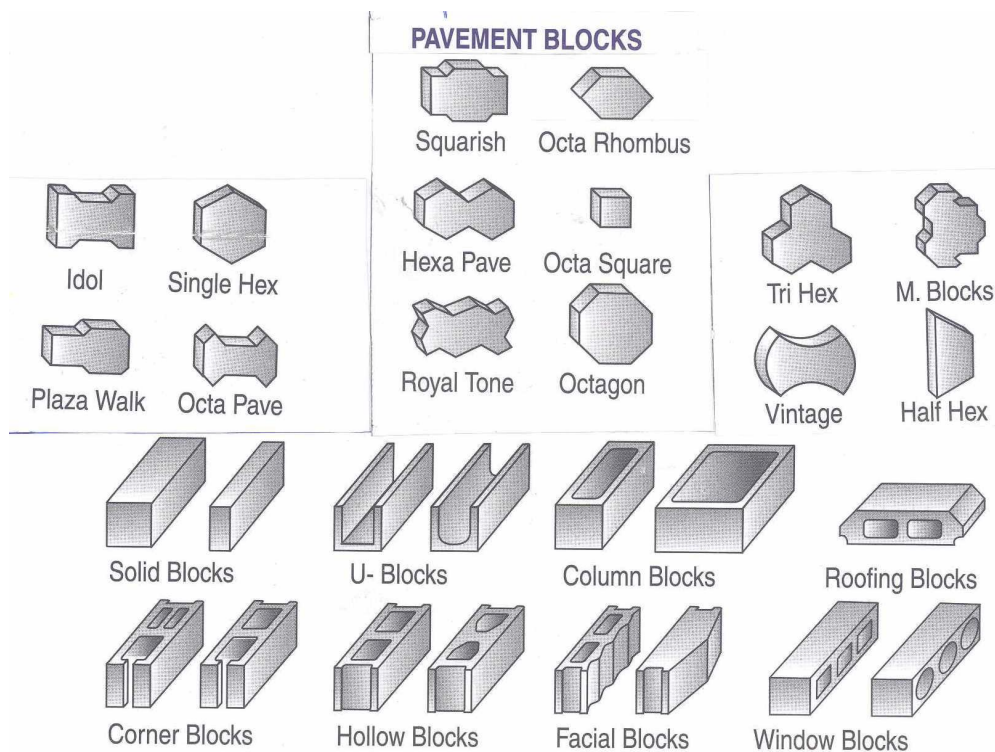 PAVEMENT BLOCKS
Squarish
Octa Rhombus
Idol
Single Hex
Hexa Pave
Octa Square
Tri Hex
M. Blocks
Plaza Walk
Octa Pave
Royal Tone
Octagon
Vintage
Half Hex
Solid Blocks
U- Blocks
Column Blocks
Roofing Blocks
Corner Blocks
Hollow Blocks
Facial Blocks
Window Blocks